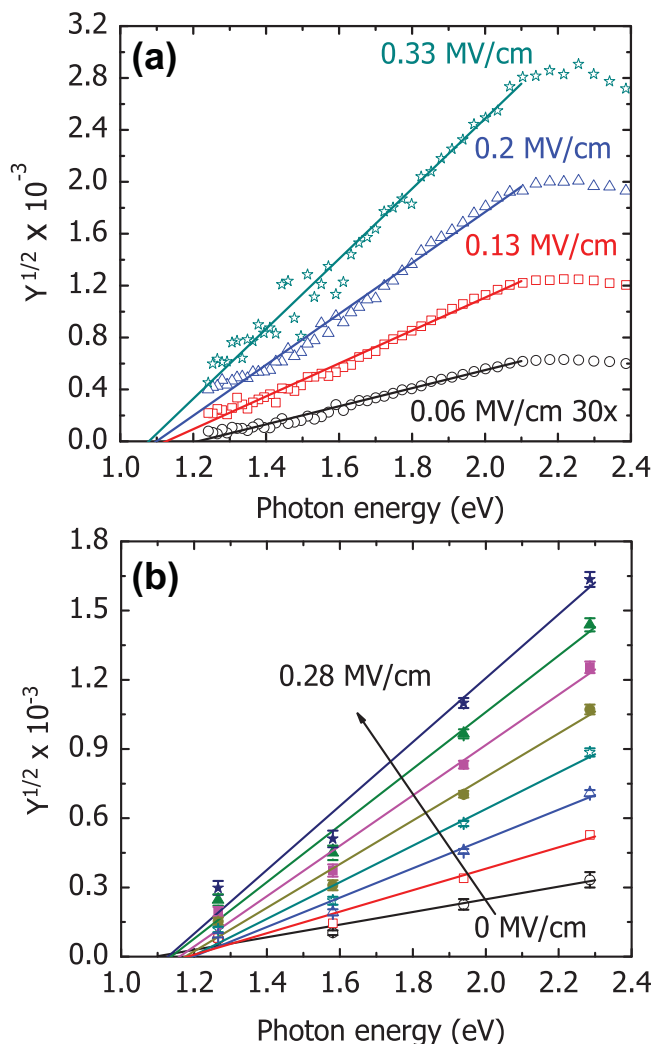 (a)
0.33 MV/cm
0.2 MV/cm
0.13 MV/cm
0.06 MV/cm 30x
3.2
2.8
2.4
2.0
1.6
1.2
0.8
0.4
0.0
Y^1/2 X 10^-3
1.0 1.2 1.4 1.6 1.8 2.0 2.2 2.4
Photon energy (eV)
(b)
0.28 MV/cm
0 MV/cm
1.8
1.5
1.2
0.9
0.6
0.3
0.0
Y^1/2 x 10^-3
1.0 1.2 1.4 1.6 1.8 2.0 2.2 2.4
Photon energy (eV)